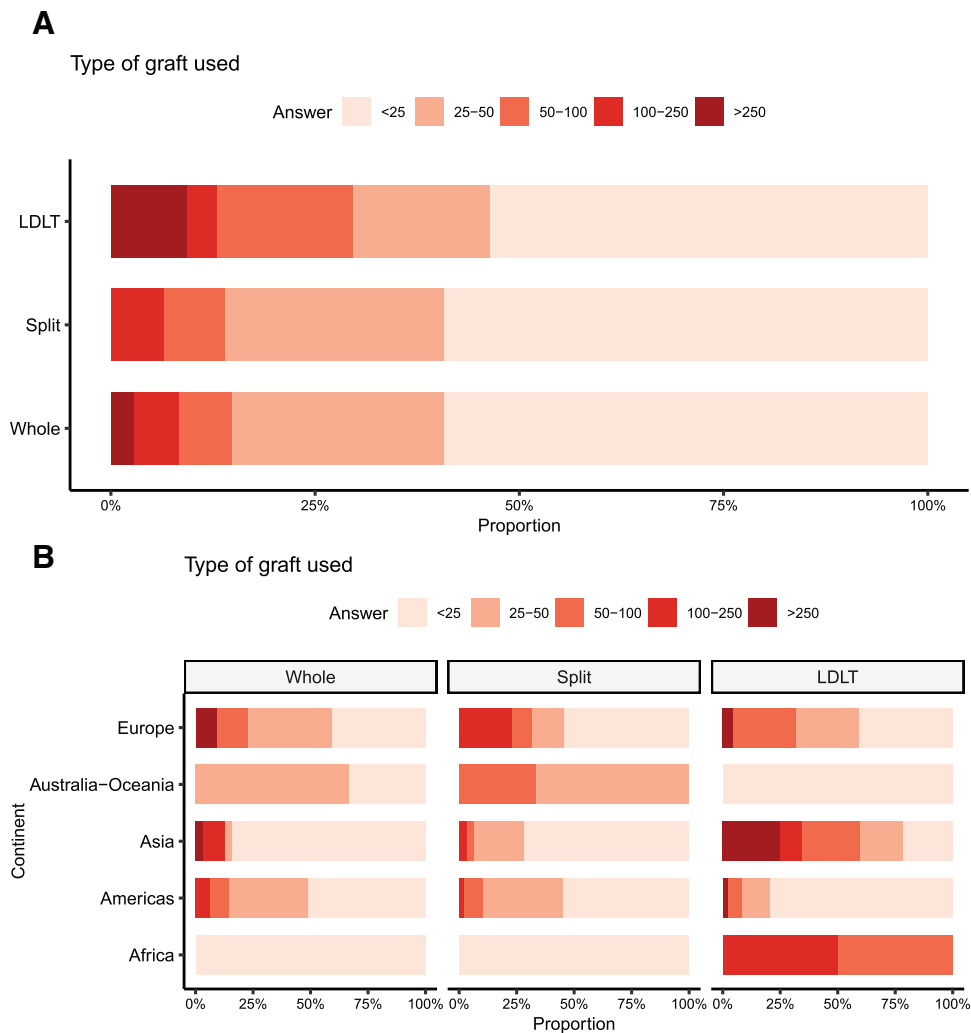 A
Type of graft used
Answer <25 25−50 50−100 100−250 >250
LDLT
Split
Whole
0% 25% 50% 75% 100%
Proportion
B
Type of graft used
Answer <25 25−50 50−100 100−250 >250
Whole Split LDLT
Continent
Europe
Australia−Oceania
Asia
Americas
Africa
0% 25% 50% 75% 100% 0% 25% 50% 75% 100% 0% 25% 50% 75% 100%
Proportion